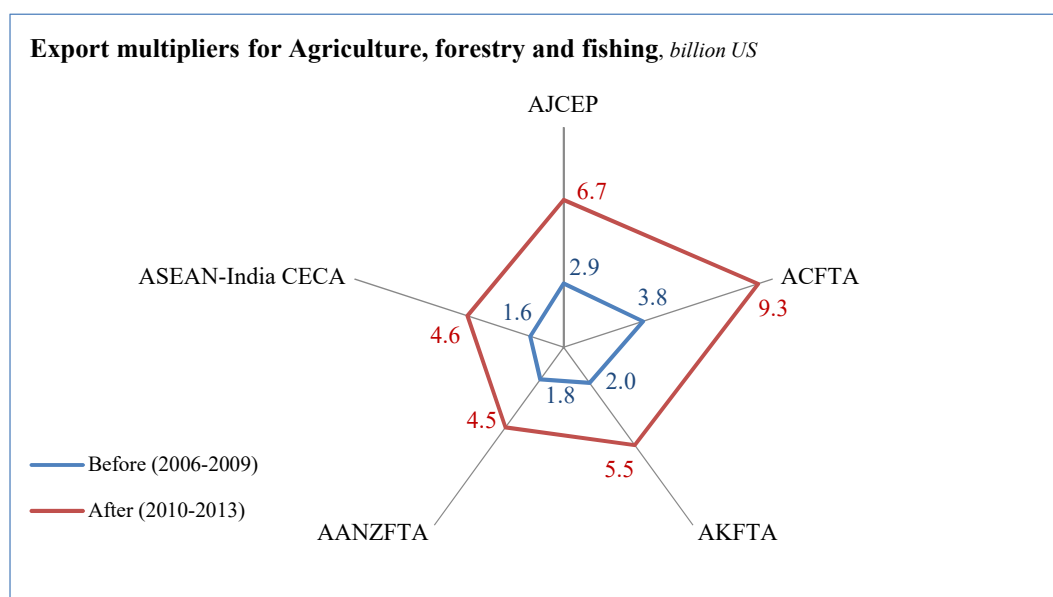 Export multipliers for Agriculture, forestry and fishing, billion US
AJCEP
6.7
2.9
ASEAN-India CECA
ACFTA
3.8
9.3
1.6
4.6
2.0
1.8
4.5
5.5
Before (2006-2009)
After (2010-2013)
AANZFTA
AKFTA